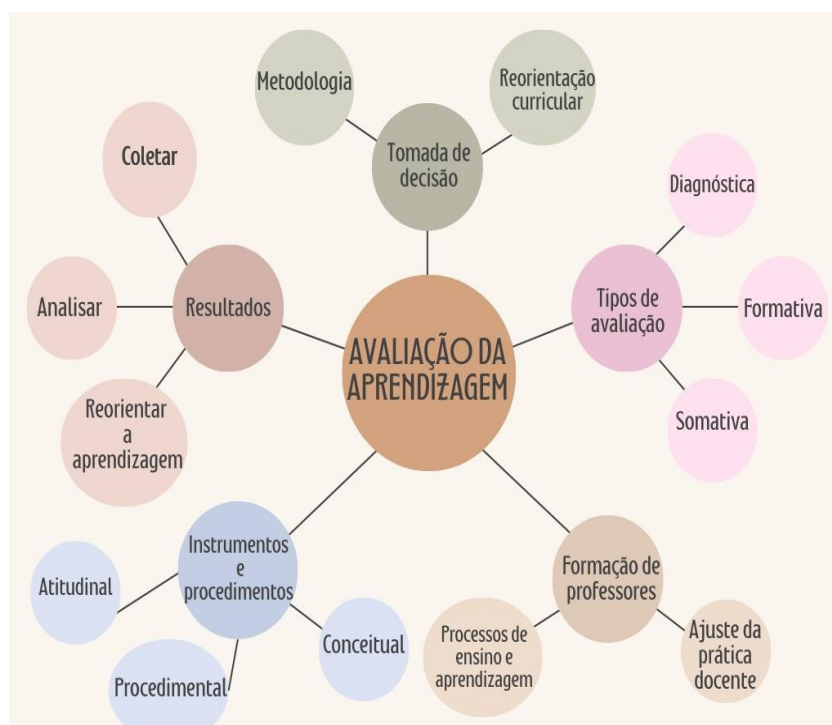 Metodologia
Reorientação
curricular
Tomada de
decisão
Coletar
Analisar
Resultados
Reorientar
a
aprendizagem
Diagnóstica
Tipos de
avaliação
Formativa
Somativa
AVALIAÇÃO DA
APRENDIZAGEM
Instrumentos
e
procedimentos
Atitudinal
Procedimental
Conceitual
Formação de
professores
Processos de
ensino e
aprendizagem
Ajuste da
prática
docente